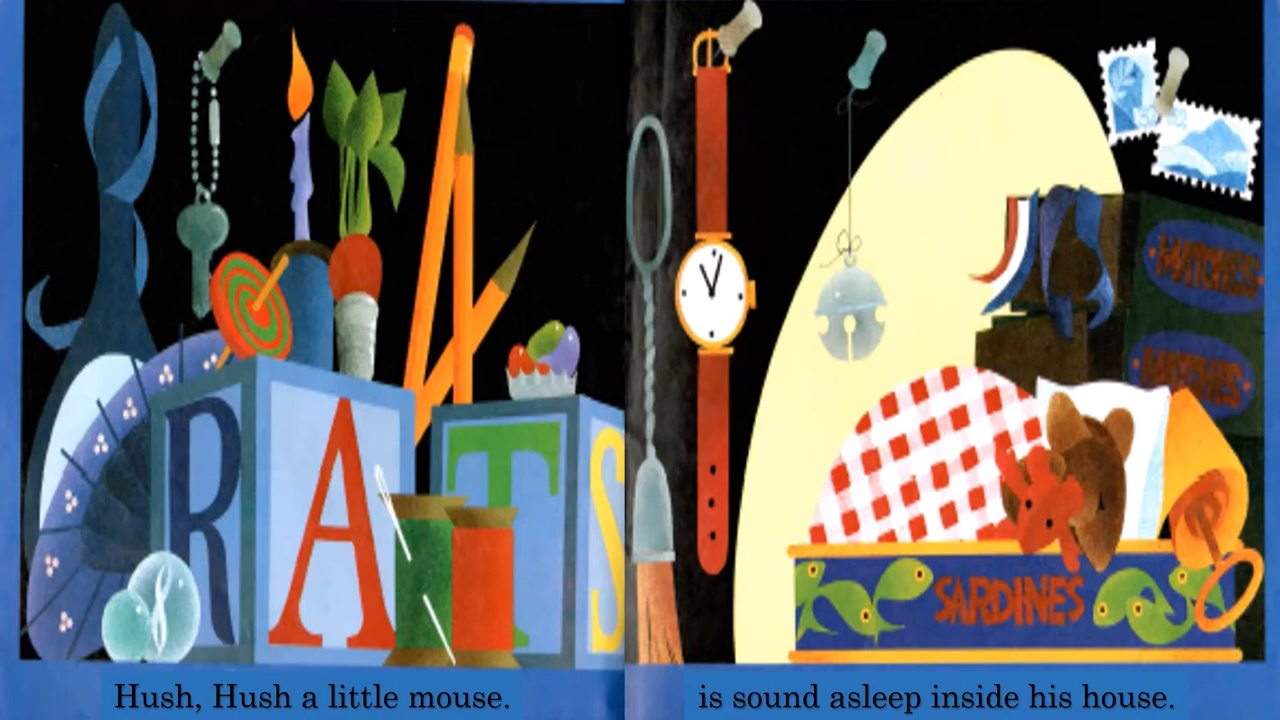 RATS
MATCHES
MATCHES
SARDINES
Hush, Hush a little mouse.
is sound asleep inside his house.